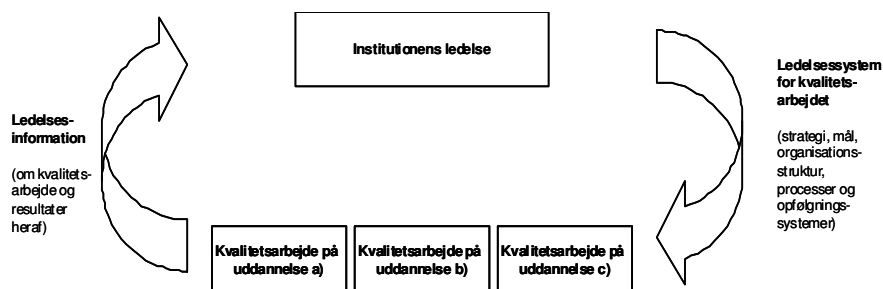 Institutionens ledelse
Ledelses-
information
(om kvalitets-
arbejde og
resultater
heraf)
Ledelsessystem
for kvalitets-
arbejdet
(strategi, mål,
organisations-
struktur,
processer og
opfølgnings-
systemer)
Kvalitetsarbejde på
uddannelse a)
Kvalitetsarbejde på
uddannelse b)
Kvalitetsarbejde på
uddannelse c)